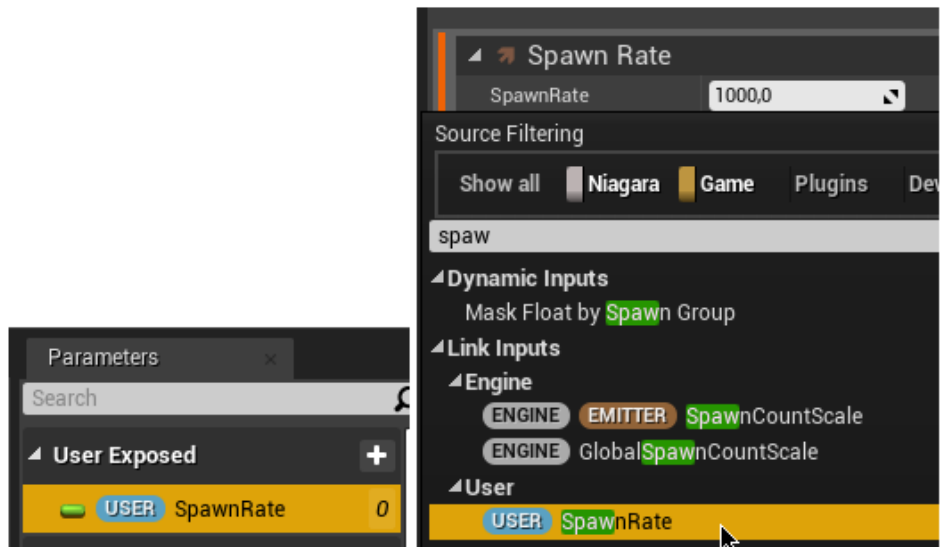 Spawn Rate
SpawnRate 1000,0
Source Filtering
Show all Niagara Game Plugins
spaw
Dynamic Inputs
Mask Float by Spawn Group
Link Inputs
Engine
ENGINE EMITTER SpawnCountScale
ENGINE GlobalSpawnCountScale
User
USER SpawnRate
Parameters ×
Search
User Exposed +
USER SpawnRate 0